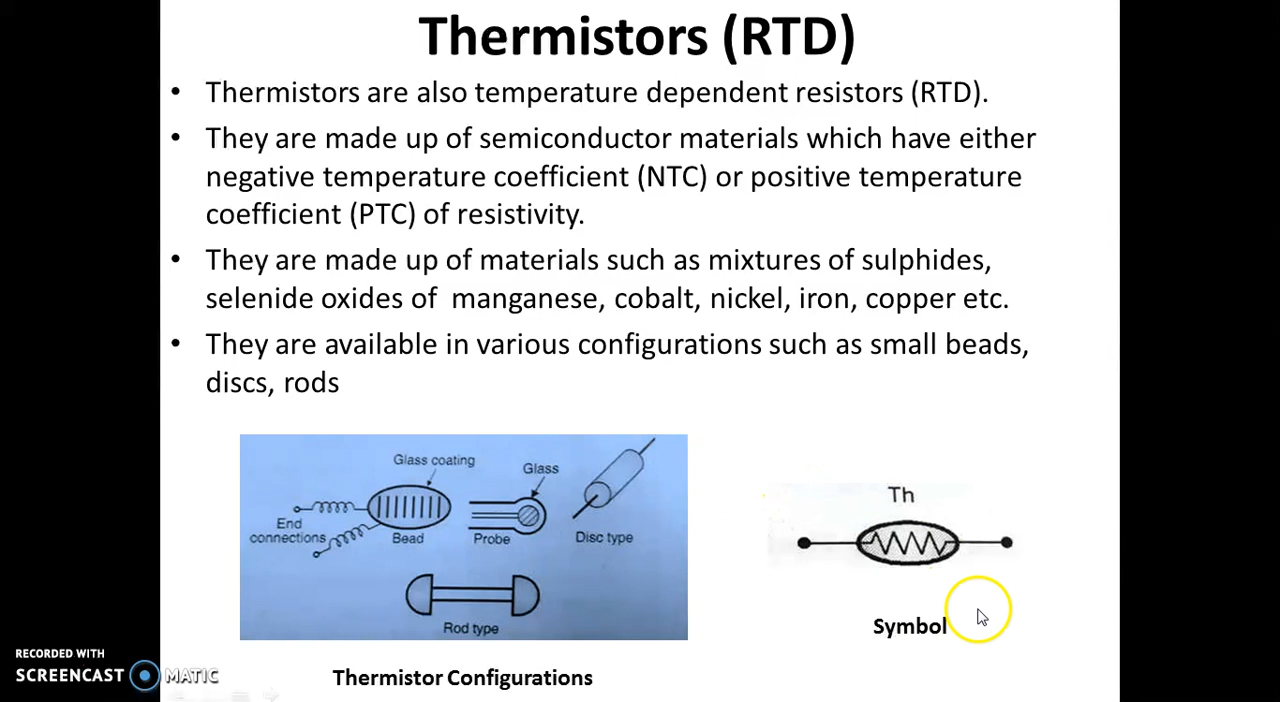 Thermistors (RTD)
• Thermistors are also temperature dependent resistors (RTD).
• They are made up of semiconductor materials which have either
negative temperature coefficient (NTC) or positive temperature
coefficient (PTC) of resistivity.
• They are made up of materials such as mixtures of sulphides,
selenide oxides of manganese, cobalt, nickel, iron, copper etc.
• They are available in various configurations such as small beads,
discs, rods
Glass coating
Glass
End
connections
Bead
Probe
Disc type
Rod type
Thermistor Configurations
Th
Symbol
RECORDED WITH
SCREENCAST MATIC